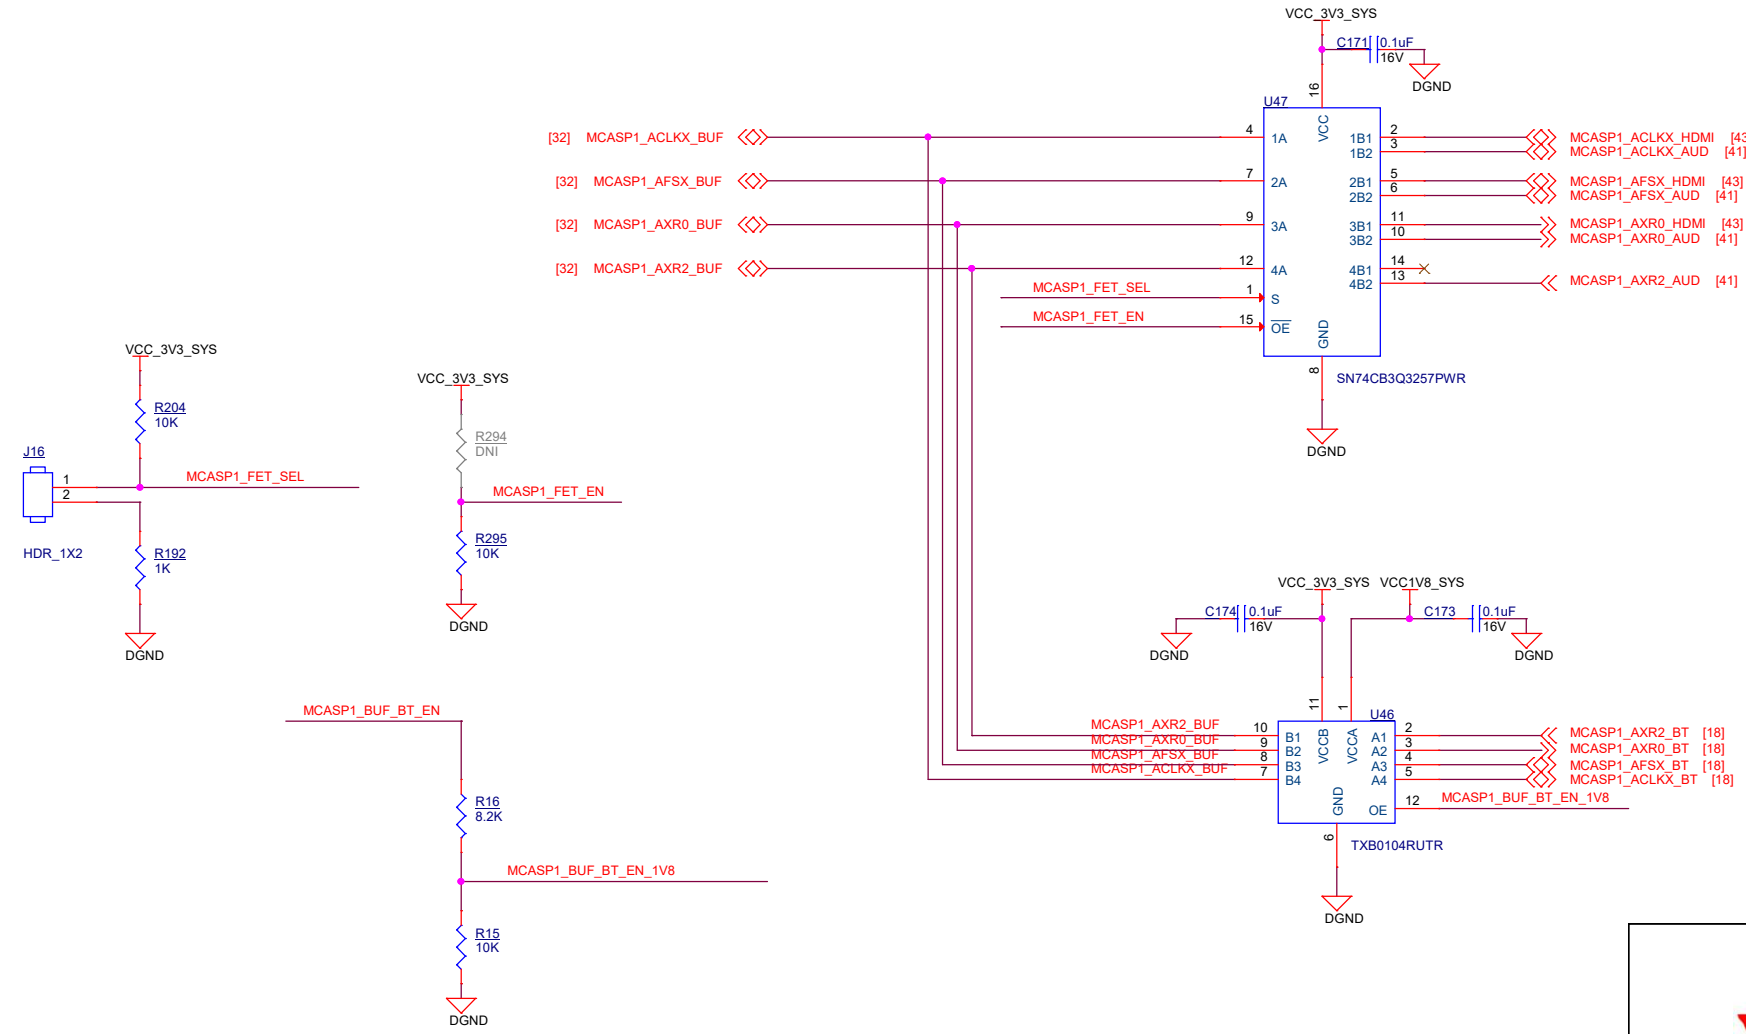 VCC_3V3_SYS
C171 0.1uF
16V
DGND
16
U47
VCC
[32] MCASP1_ACLKX_BUF
4 1A
1B1 2
MCASP1_ACLKX_HDMI [43
1B2 3
MCASP1_ACLKX_AUD [41]
[32] MCASP1_AFSX_BUF
7 2A
2B1 5
MCASP1_AFSX_HDMI [43]
2B2 6
MCASP1_AFSX_AUD [41]
[32] MCASP1_AXR0_BUF
9 3A
3B1 11
MCASP1_AXR0_HDMI [43]
3B2 10
MCASP1_AXR0_AUD [41]
[32] MCASP1_AXR2_BUF
12 4A
4B1 14
4B2 13
MCASP1_AXR2_AUD [41]
MCASP1_FET_SEL
1 S
MCASP1_FET_EN
15 OE
GND
8
SN74CB3Q3257PWR
DGND
VCC_3V3_SYS
R204
10K
J16
1
2
MCASP1_FET_SEL
HDR_1X2
R192
1K
DGND
VCC_3V3_SYS
R294
DNI
MCASP1_FET_EN
R295
10K
DGND
VCC_3V3_SYS VCC1V8_SYS
C174 0.1uF
16V
DGND
C173 0.1uF
16V
DGND
11
1
U46
VCCB
VCCA
MCASP1_AXR2_BUF
10 B1
A1 2
MCASP1_AXR2_BT [18]
MCASP1_AXR0_BUF
9 B2
A2 3
MCASP1_AXR0_BT [18]
MCASP1_AFSX_BUF
8 B3
A3 4
MCASP1_AFSX_BT [18]
MCASP1_ACLKX_BUF
7 B4
A4 5
MCASP1_ACLKX_BT [18]
GND
OE 12
MCASP1_BUF_BT_EN_1V8
6
TXB0104RUTR
DGND
MCASP1_BUF_BT_EN
R16
8.2K
MCASP1_BUF_BT_EN_1V8
R15
10K
DGND